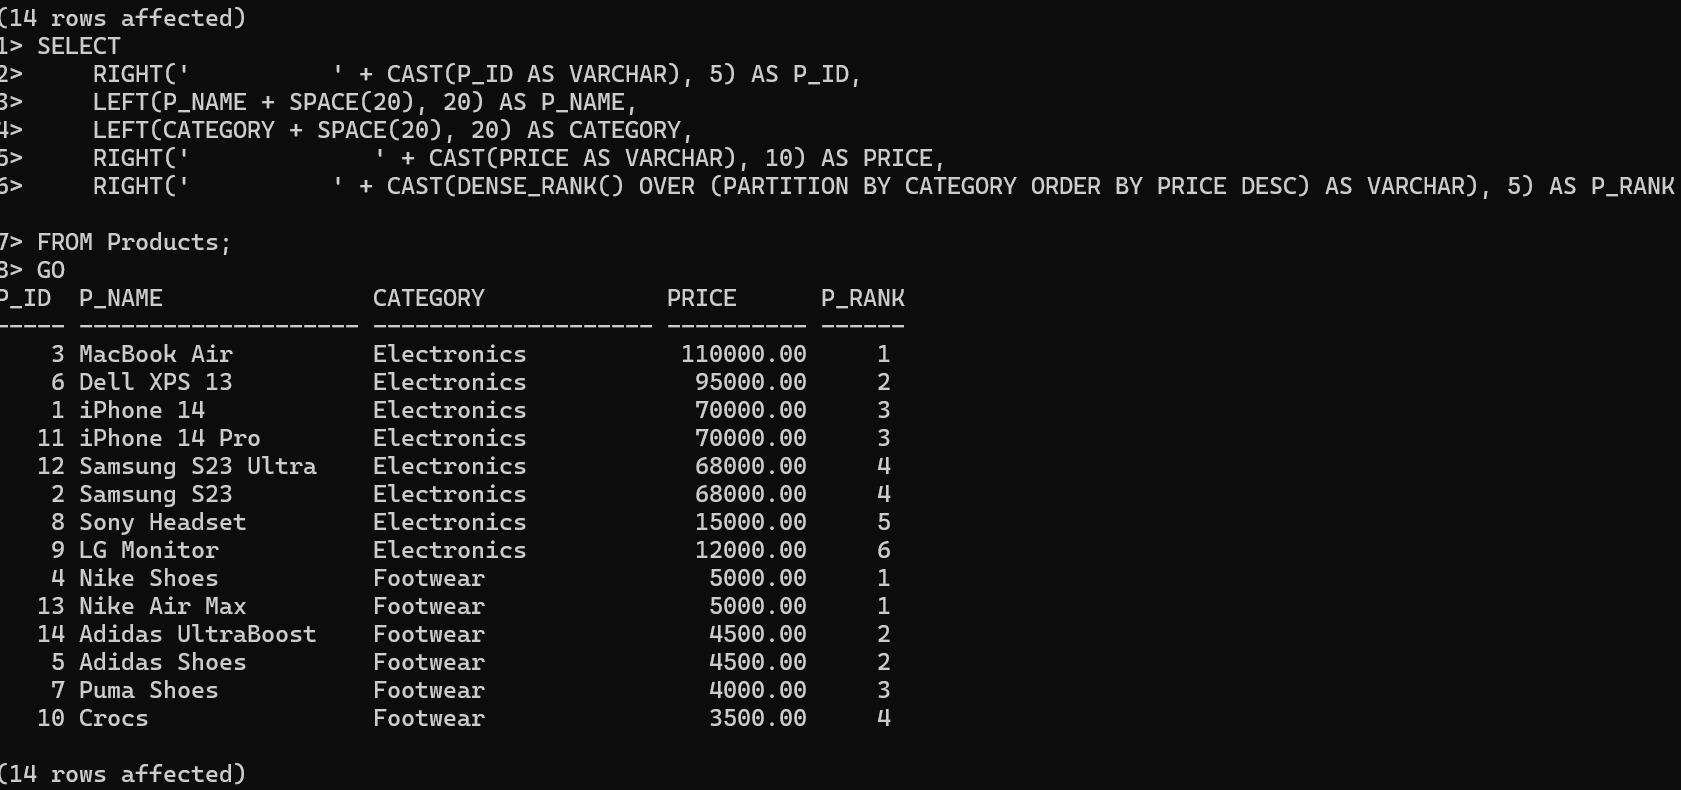 (14 rows affected)
1> SELECT
2>     RIGHT('          ' + CAST(P_ID AS VARCHAR), 5) AS P_ID,
3>     LEFT(P_NAME + SPACE(20), 20) AS P_NAME,
4>     LEFT(CATEGORY + SPACE(20), 20) AS CATEGORY,
5>     RIGHT('             ' + CAST(PRICE AS VARCHAR), 10) AS PRICE,
6>     RIGHT('          ' + CAST(DENSE_RANK() OVER (PARTITION BY CATEGORY ORDER BY PRICE DESC) AS VARCHAR), 5) AS P_RANK
7> FROM Products;
8> GO
P_ID  P_NAME               CATEGORY             PRICE      P_RANK
----- -------------------- -------------------- ---------- ------
    3 MacBook Air          Electronics           110000.00     1
    6 Dell XPS 13          Electronics            95000.00     2
    1 iPhone 14            Electronics            70000.00     3
   11 iPhone 14 Pro        Electronics            70000.00     3
   12 Samsung S23 Ultra    Electronics            68000.00     4
    2 Samsung S23          Electronics            68000.00     4
    8 Sony Headset         Electronics            15000.00     5
    9 LG Monitor           Electronics            12000.00     6
    4 Nike Shoes           Footwear                5000.00     1
   13 Nike Air Max         Footwear                5000.00     1
   14 Adidas UltraBoost    Footwear                4500.00     2
    5 Adidas Shoes         Footwear                4500.00     2
    7 Puma Shoes           Footwear                4000.00     3
   10 Crocs                Footwear                3500.00     4
(14 rows affected)